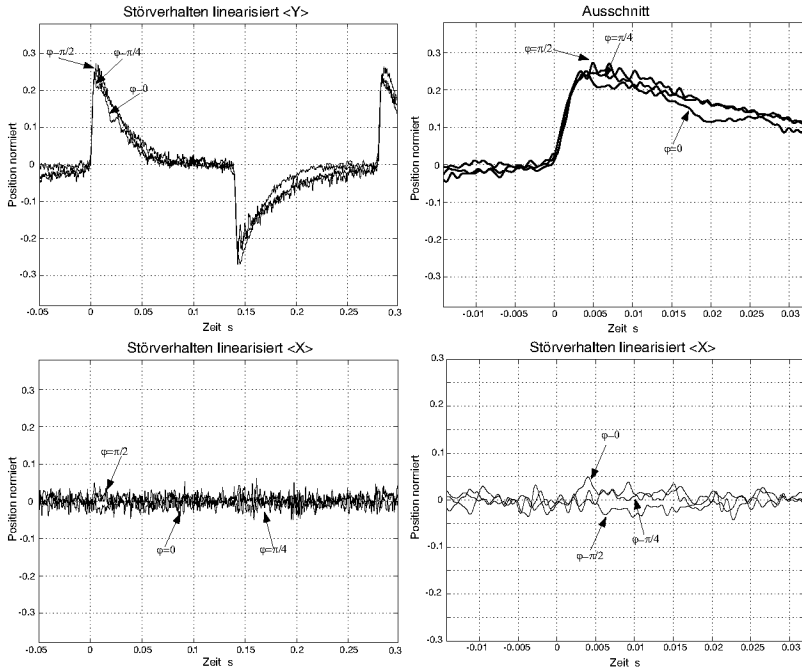 Störverhalten linearisiert <Y>
Position normiert
0.3
0.2
0.1
0
-0.1
-0.2
-0.3
φ=π/2
φ=π/4
φ=0
-0.05
0
0.05
0.1
0.15
0.2
0.25
0.3
Zeit s
Ausschnitt
Position normiert
0.3
0.2
0.1
0
-0.1
-0.2
-0.3
φ=π/2
φ=π/4
φ=0
-0.01
-0.005
0
0.005
0.01
0.015
0.02
0.025
0.03
Zeit s
Störverhalten linearisiert <X>
Position normiert
0.3
0.2
0.1
0
-0.1
-0.2
-0.3
φ=π/2
φ=0
φ=π/4
-0.05
0
0.05
0.1
0.15
0.2
0.25
0.3
Zeit s
Störverhalten linearisiert <X>
Position normiert
0.3
0.2
0.1
0
-0.1
-0.2
-0.3
φ=0
φ=π/4
φ=π/2
-0.01
-0.005
0
0.005
0.01
0.015
0.02
0.025
0.03
Zeit s